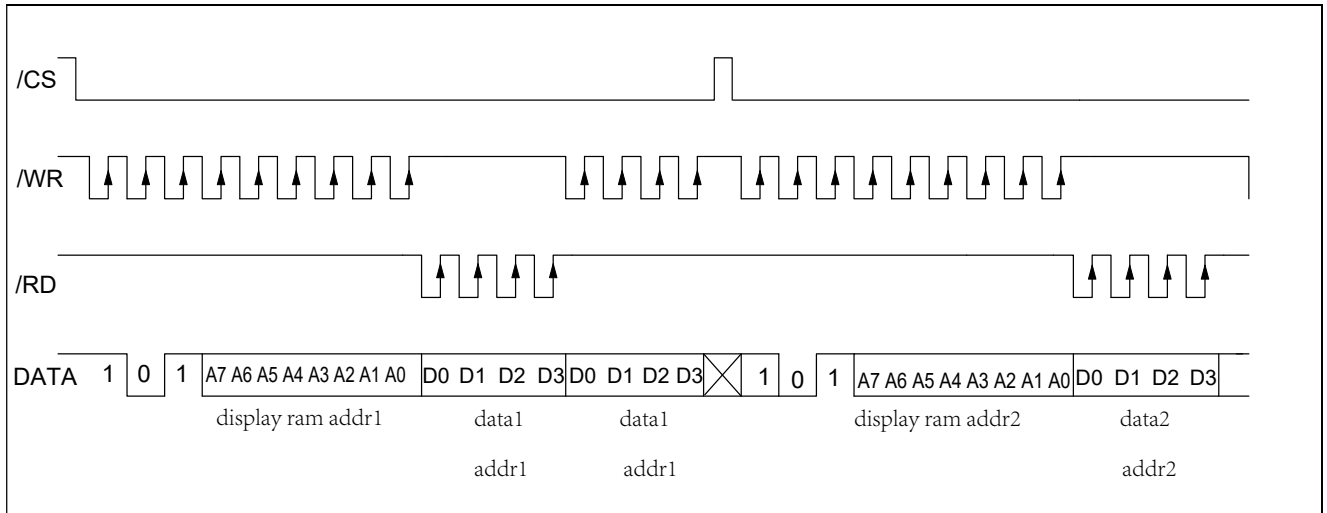 /CS
/WR
/RD
DATA 1 0 1 A7 A6 A5 A4 A3 A2 A1 A0 D0 D1 D2 D3 D0 D1 D2 D3 1 0 1 A7 A6 A5 A4 A3 A2 A1 A0 D0 D1 D2 D3
display ram addr1 data1 data1 display ram addr2 data2
addr1 addr1 addr2